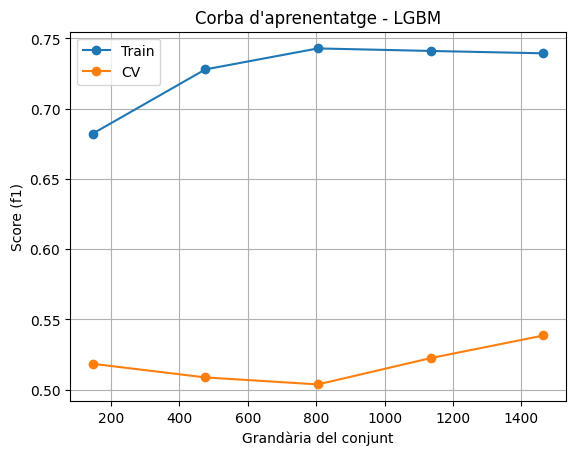 Corba d'aprenentatge - LGBM
Train
CV
Score (f1)
0.75
0.70
0.65
0.60
0.55
0.50
200 400 600 800 1000 1200 1400
Grandària del conjunt